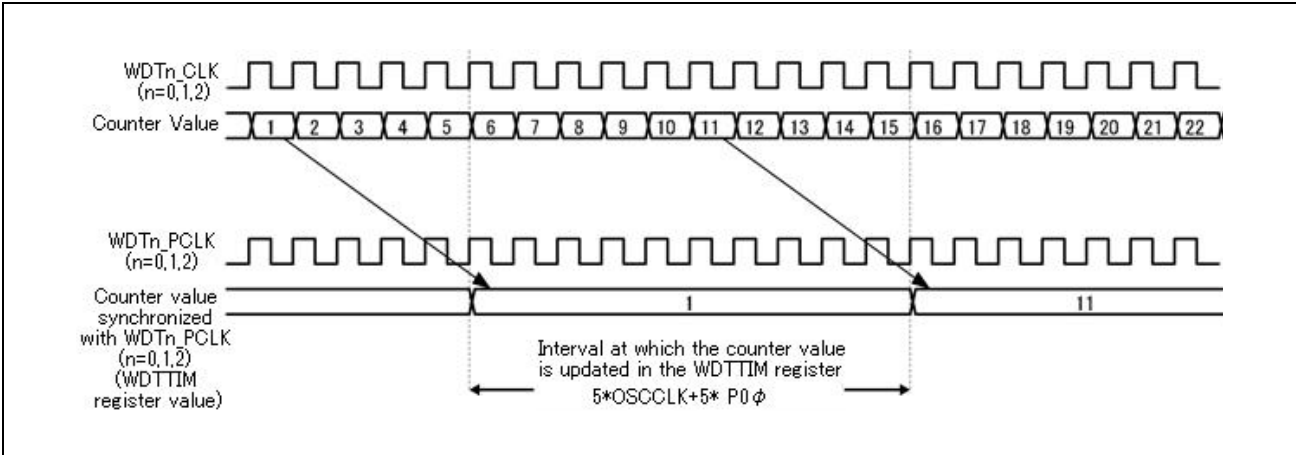 WDTn_CLK
(n=0,1,2)
Counter Value
1 2 3 4 5 6 7 8 9 10 11 12 13 14 15 16 17 18 19 20 21 22
WDTn_PCLK
(n=0,1,2)
Counter value
synchronized
with WDTn_PCLK
(n=0,1,2)
(WDTTIM
register value)
1 11
Interval at which the counter value
is updated in the WDTTIM register
5*OSCCLK+5* P0ϕ